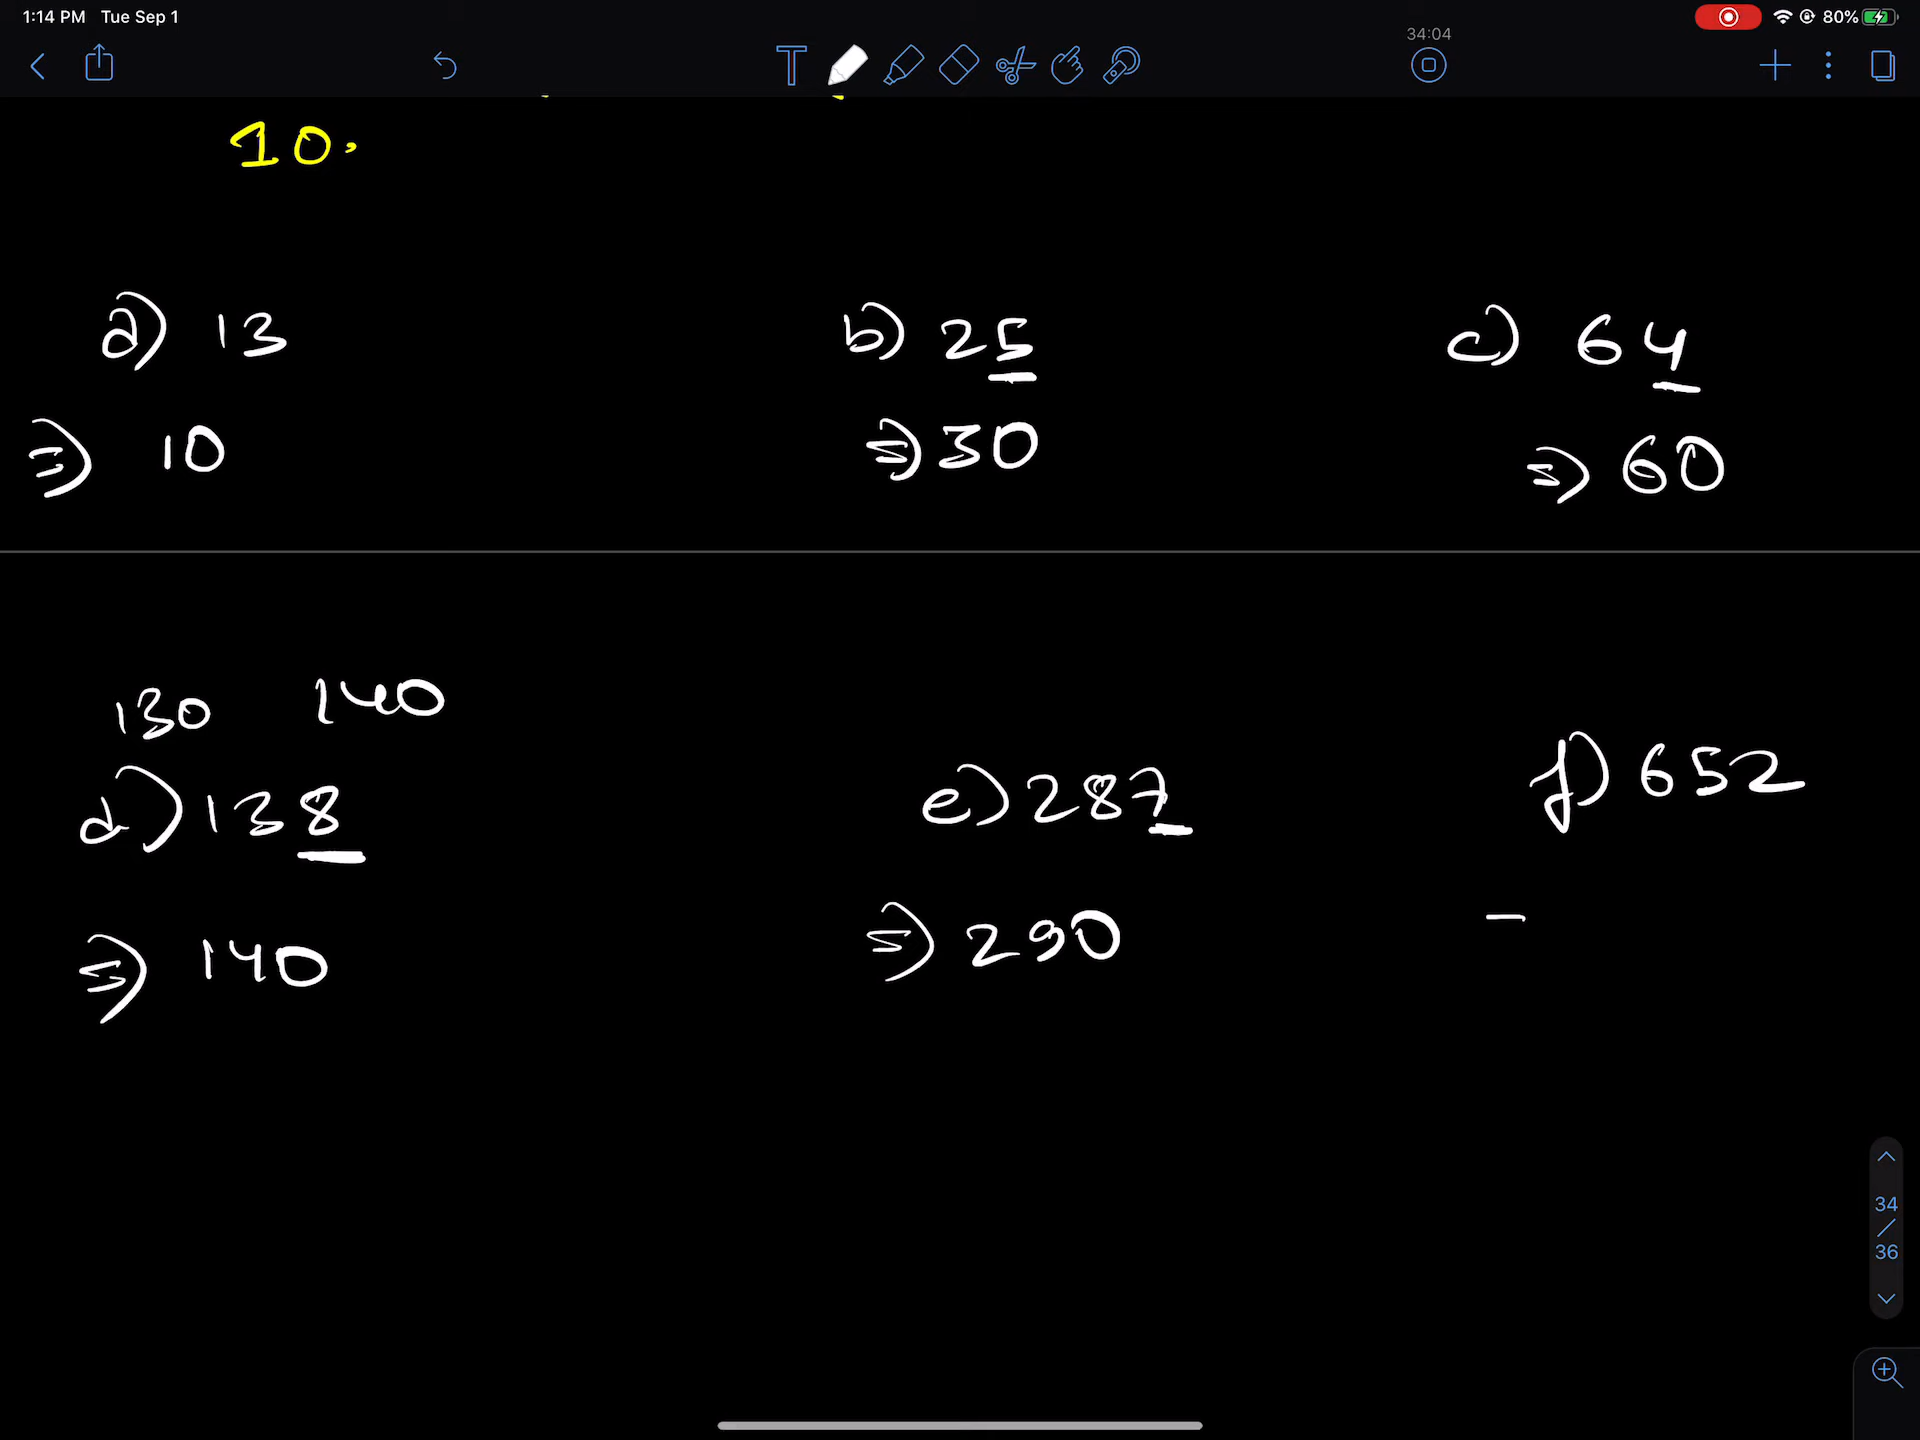 1:14 PM Tue Sep 1
80%
34:04
10.
a) 13
b) 25
c) 64
⇒ 10
⇒ 30
⇒ 60
130 140
d) 138
e) 287
f) 652
⇒ 140
⇒ 290
34
/
36